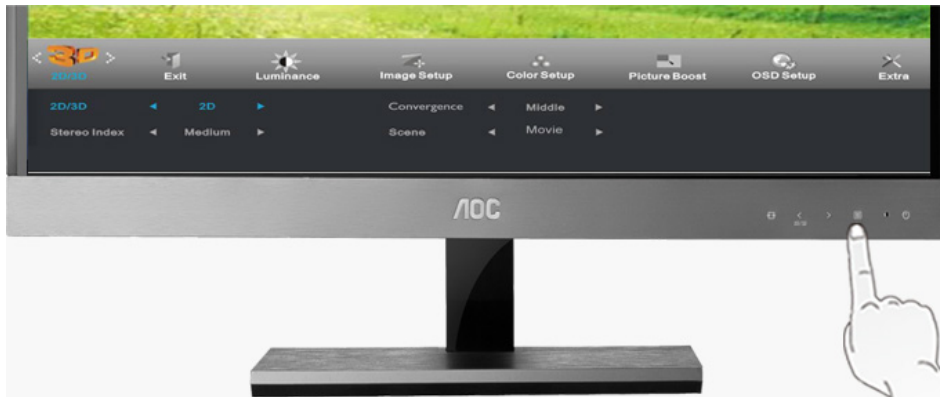 3D
2D/3D Exit Luminance Image Setup Color Setup Picture Boost OSD Setup Extra
2D/3D 2D Convergence Middle
Stereo Index Medium Scene Movie
AOC